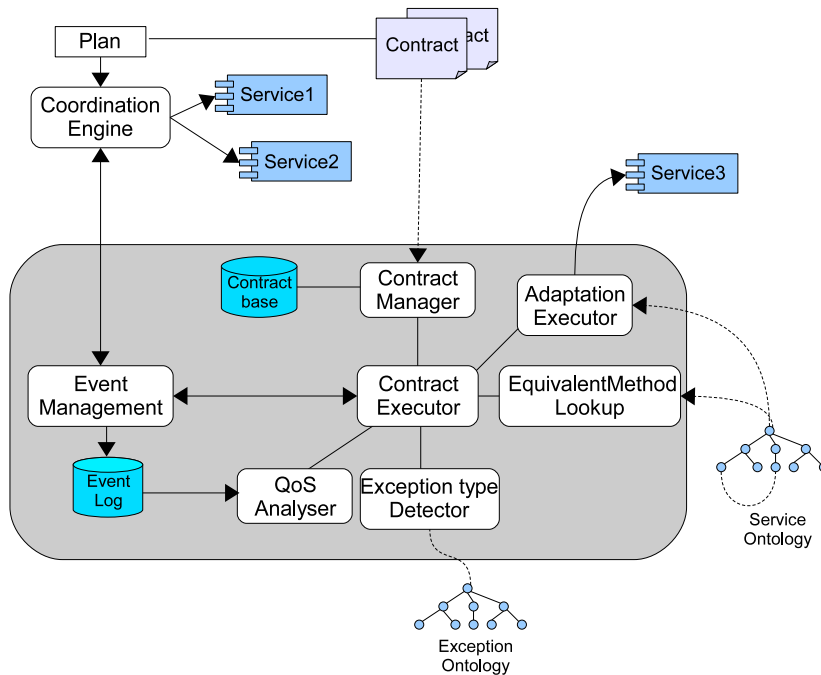 Plan
Contract
act
Coordination
Engine
Service1
Service2
Service3
Contract
base
Contract
Manager
Adaptation
Executor
Event
Management
Contract
Executor
EquivalentMethod
Lookup
Event
Log
QoS
Analyser
Exception type
Detector
Service
Ontology
Exception
Ontology